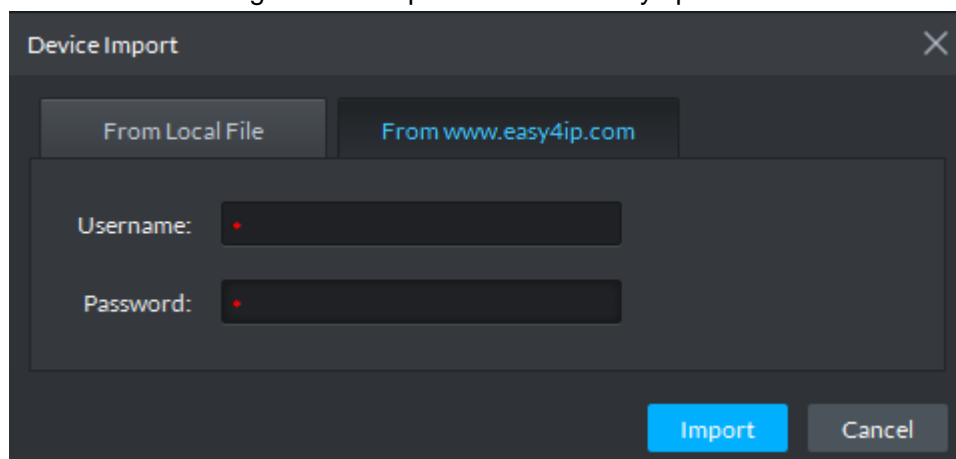 Device Import
From Local File
From www.easy4ip.com
Username:
Password:
Import
Cancel